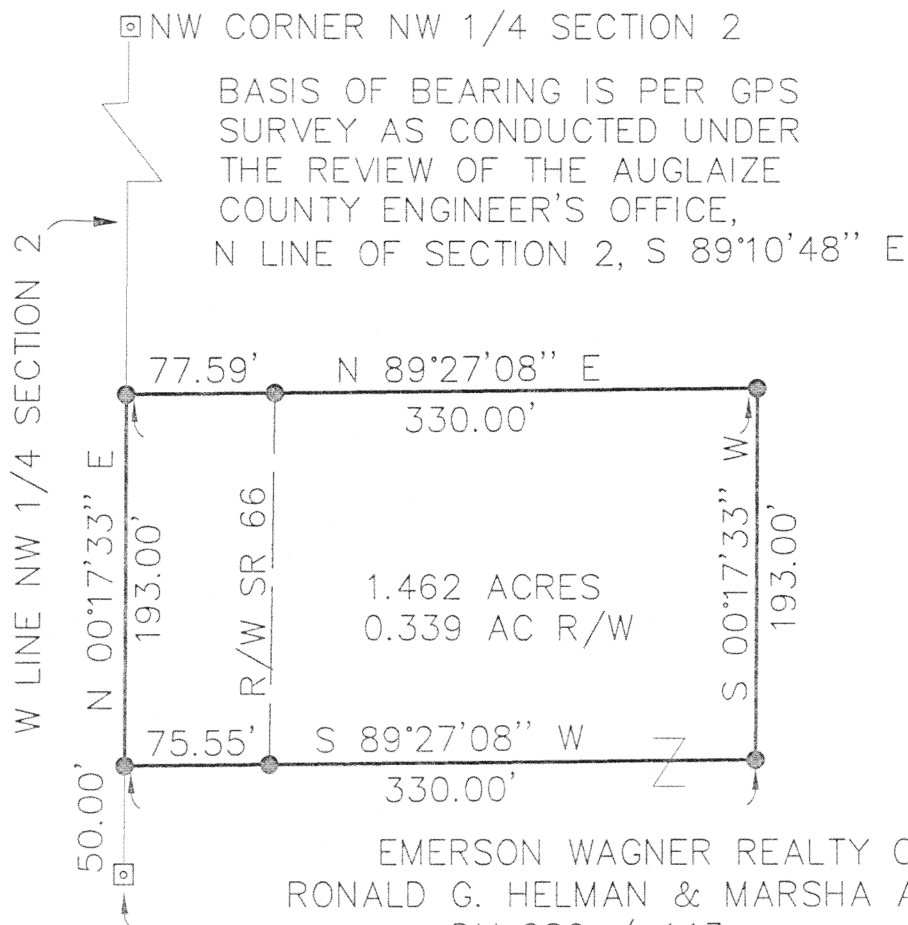 NW CORNER NW 1/4 SECTION 2
BASIS OF BEARING IS PER GPS
SURVEY AS CONDUCTED UNDER
THE REVIEW OF THE AUGLAIZE
COUNTY ENGINEER'S OFFICE,
N LINE OF SECTION 2, S 89°10'48" E
W LINE NW 1/4 SECTION 2
77.59'
N 89°27'08" E
330.00'
N 00°17'33" E
193.00'
R/W SR 66
1.462 ACRES
0.339 AC R/W
S 00°17'33" W
193.00'
75.55'
S 89°27'08" W
330.00'
50.00'
EMERSON WAGNER REALTY
RONALD G. HELMAN & MARSHA